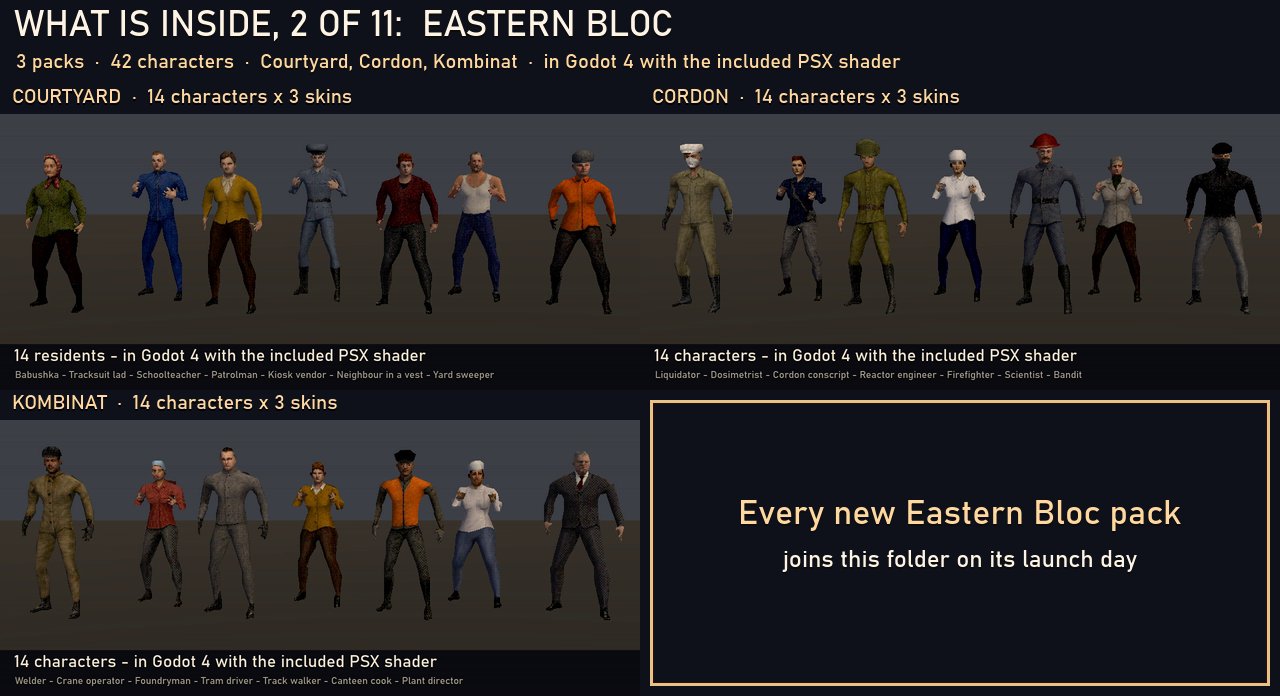 WHAT IS INSIDE, 2 OF 11: EASTERN BLOC
3 packs · 42 characters · Courtyard, Cordon, Kombinat · in Godot 4 with the included PSX shader
COURTYARD · 14 characters x 3 skins
14 residents - in Godot 4 with the included PSX shader
Babushka - Tracksuit lad - Schoolteacher - Patrolman - Kiosk vendor - Neighbour in a vest - Yard sweeper
CORDON · 14 characters x 3 skins
14 characters - in Godot 4 with the included PSX shader
Liquidator - Dosimetrist - Cordon conscript - Reactor engineer - Firefighter - Scientist - Bandit
KOMBINAT · 14 characters x 3 skins
14 characters - in Godot 4 with the included PSX shader
Welder - Crane operator - Foundryman - Tram driver - Track walker - Canteen cook - Plant director
Every new Eastern Bloc pack
joins this folder on its launch day